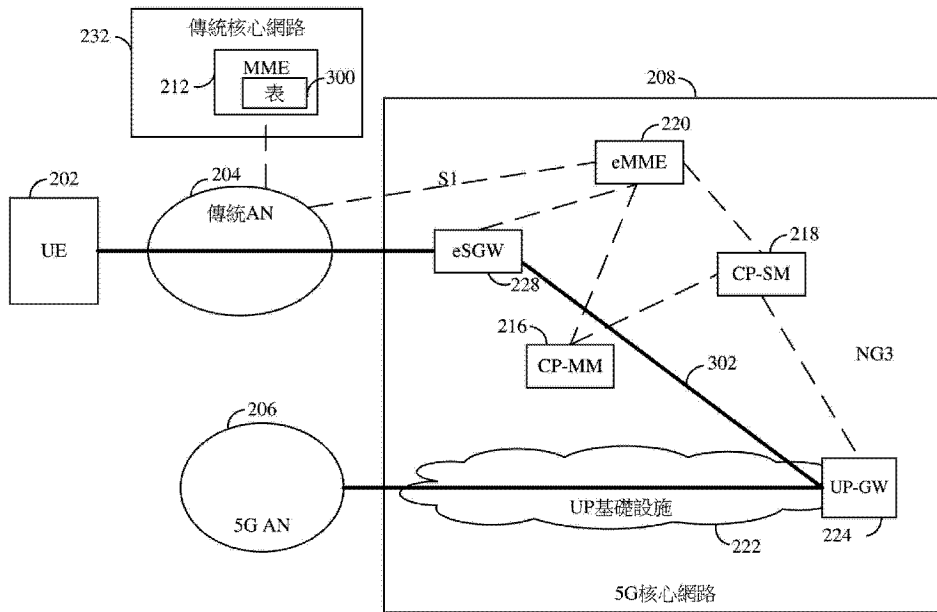 傳統核心網路
232
MME
212
300
表
208
220
eMME
202
204
S1
傳統AN
UE
eSGW
228
218
CP-SM
216
CP-MM
NG3
302
206
5G AN
UP-GW
UP基礎設施
224
222
5G核心網路